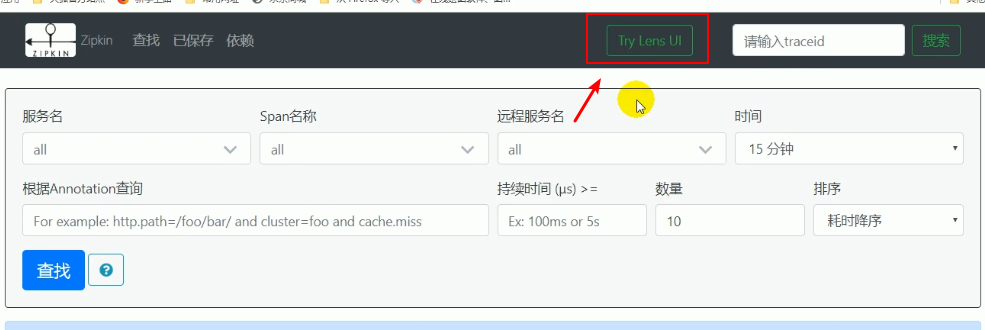 ZIPKIN
Zipkin 查找 已保存 依赖 Try Lens UI 请输入traceid 搜索
服务名 Span名称 远程服务名 时间
all all all 15 分钟
根据Annotation查询 持续时间 (μs) >= 数量 排序
For example: http.path=/foo/bar/ and cluster=foo and cache.miss Ex: 100ms or 5s 10 耗时降序
查找 ?